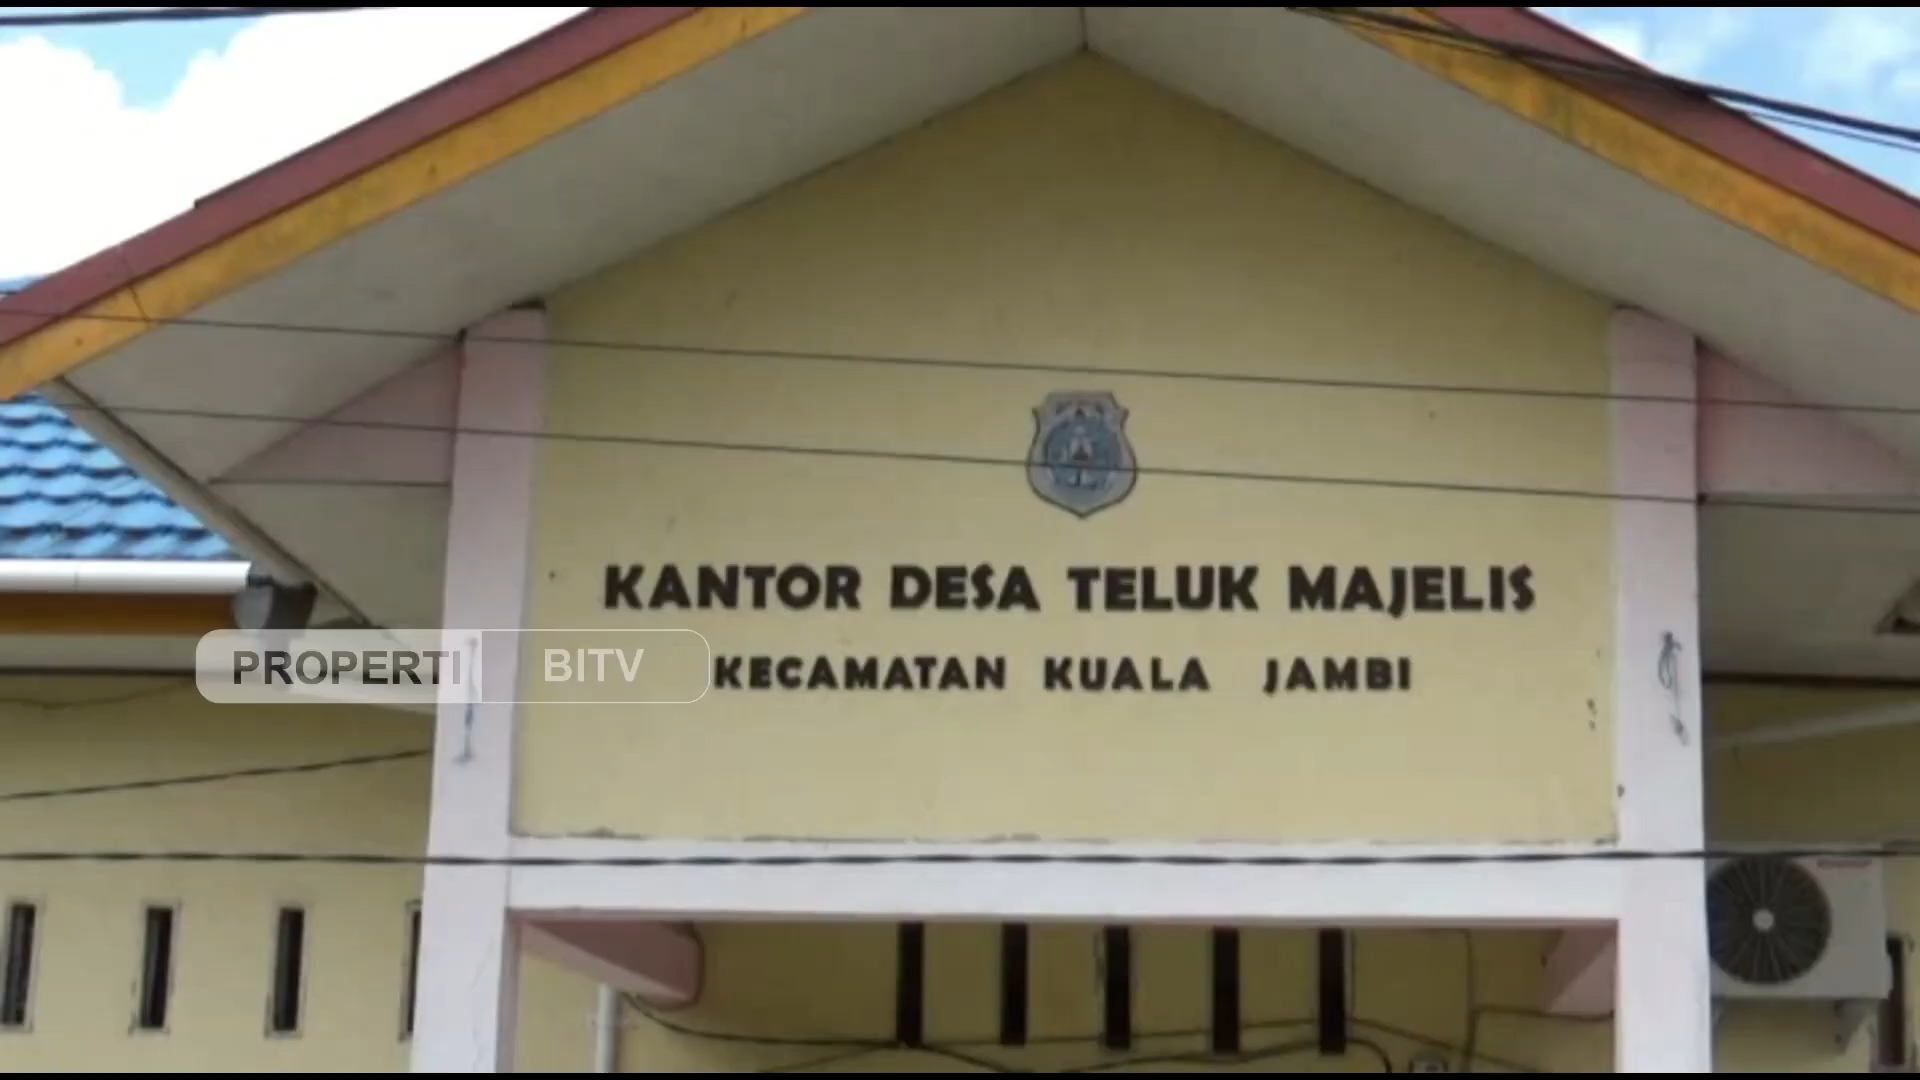 KANTOR DESA TELUK MAJELIS
PROPERTI BITV
KECAMATAN KUALA JAMBI